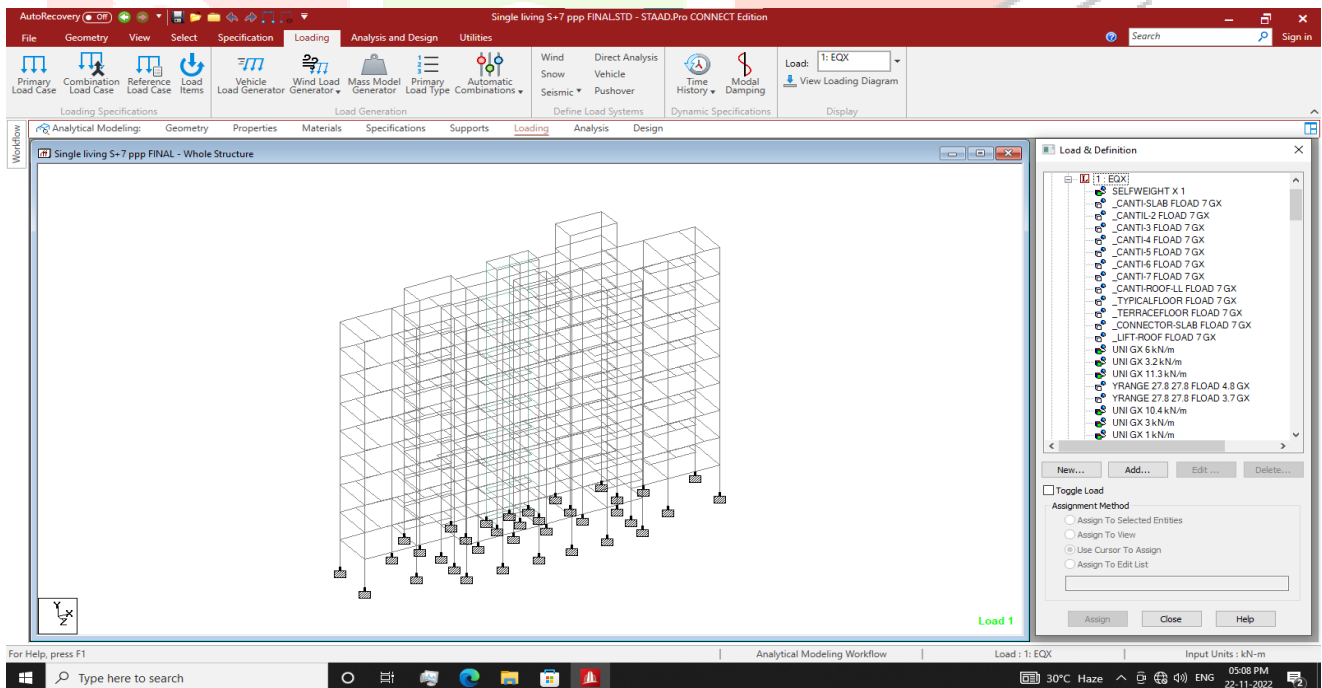 AutoRecovery Off
Single living S+7 ppp FINAL.STD - STAAD.Pro CONNECT Edition
File Geometry View Select Specification Loading Analysis and Design Utilities
Search
Sign in
Primary Load Case
Combination Load Case
Reference Load Case
Load Items
Loading Specifications
Vehicle Load Generator
Wind Load Generator
Mass Model Generator
Primary Load Type
Automatic Combinations
Load Generation
Wind Direct Analysis
Snow Vehicle
Seismic Pushover
Define Load Systems
Time History
Modal Damping
Dynamic Specifications
Load: 1: EQX
View Loading Diagram
Display
Workflow
Analytical Modeling: Geometry Properties Materials Specifications Supports Loading Analysis Design
Single living S+7 ppp FINAL - Whole Structure
Y
X
Z
Load 1
Load & Definition
1 : EQX
SELFWEIGHT X 1
_CANTI-SLAB FLOAD 7 GX
_CANTIL-2 FLOAD 7 GX
_CANTI-3 FLOAD 7 GX
_CANTI-4 FLOAD 7 GX
_CANTI-5 FLOAD 7 GX
_CANTI-6 FLOAD 7 GX
_CANTI-7 FLOAD 7 GX
_CANTI-ROOF-LL FLOAD 7 GX
_TYPICALFLOOR FLOAD 7 GX
_TERRACEFLOOR FLOAD 7 GX
_CONNECTOR-SLAB FLOAD 7 GX
_LIFT-ROOF FLOAD 7 GX
UNI GX 6 kN/m
UNI GX 3.2 kN/m
UNI GX 11.3 kN/m
YRANGE 27.8 27.8 FLOAD 4.8 GX
YRANGE 27.8 27.8 FLOAD 3.7 GX
UNI GX 10.4 kN/m
UNI GX 3 kN/m
UNI GX 1 kN/m
New... Add... Edit ... Delete...
Toggle Load
Assignment Method
Assign To Selected Entities
Assign To View
Use Cursor To Assign
Assign To Edit List
Assign Close Help
For Help, press F1
Analytical Modeling Workflow
Load : 1: EQX
Input Units : kN-m
Type here to search
30°C Haze
ENG
05:08 PM
22-11-2022
2